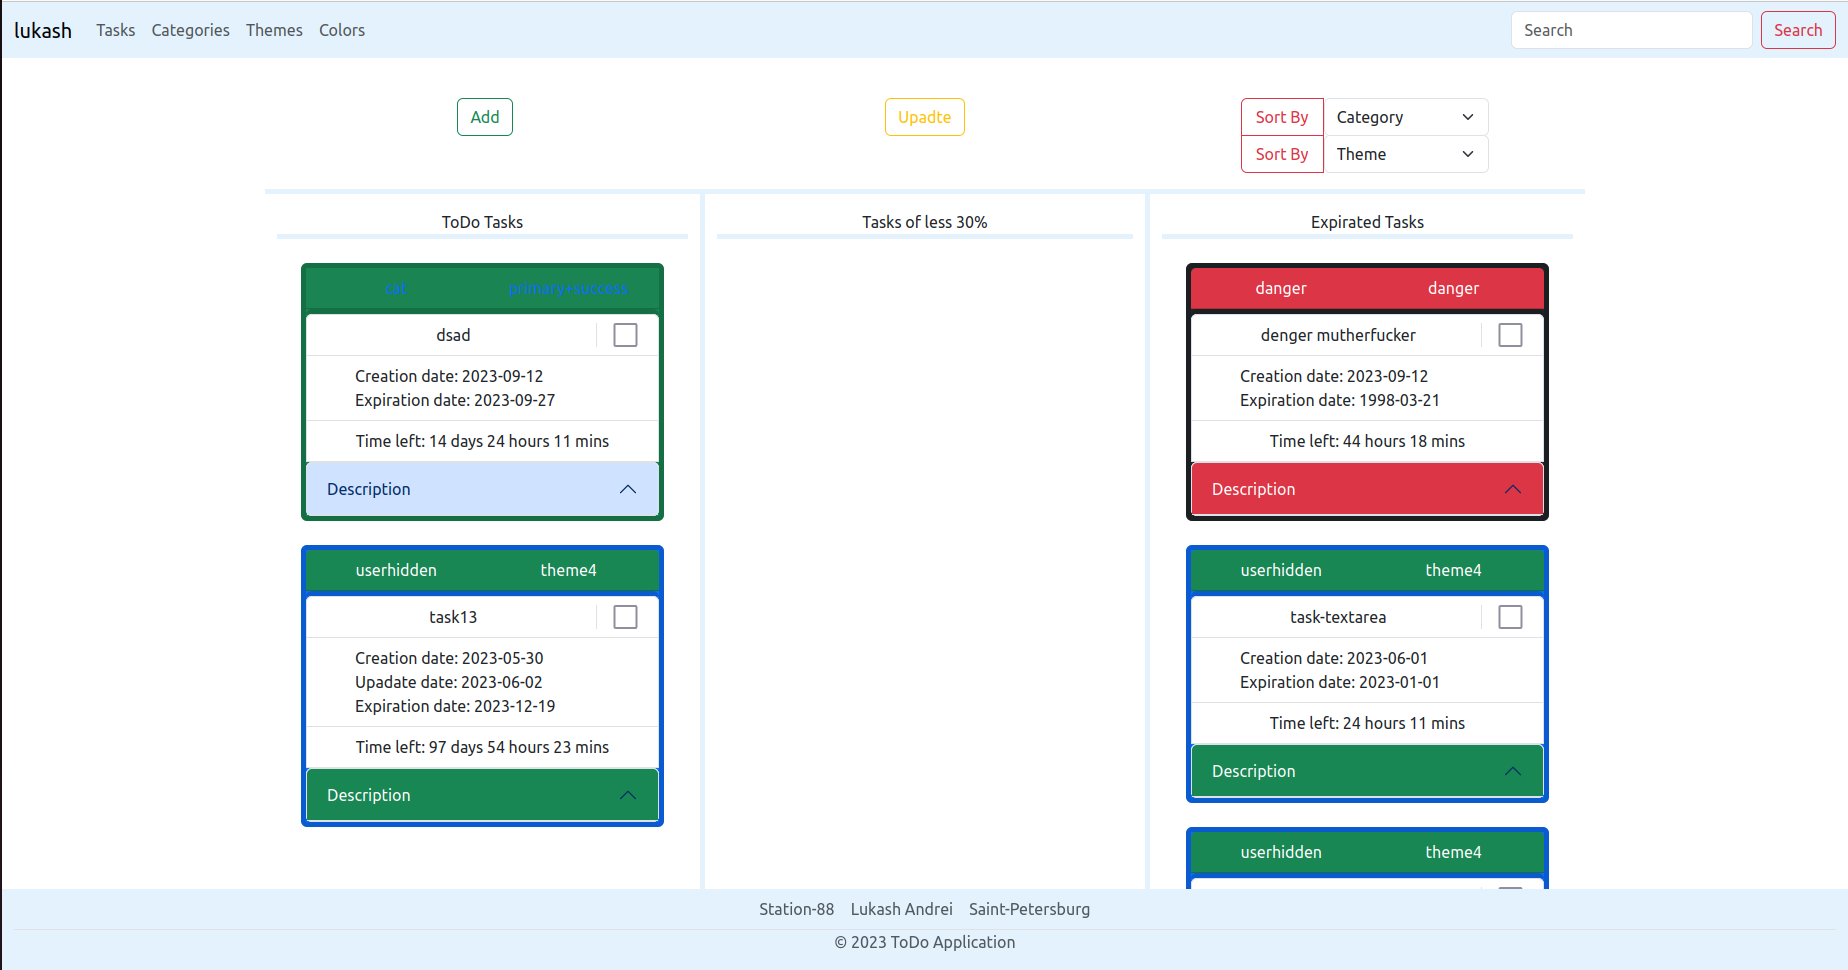 lukash Tasks Categories Themes Colors Search Search
Add Upadte Sort By Category
Sort By Theme
ToDo Tasks
cal primary+success
dsad
Creation date: 2023-09-12
Expiration date: 2023-09-27
Time left: 14 days 24 hours 11 mins
Description
userhidden theme4
task13
Creation date: 2023-05-30
Upadate date: 2023-06-02
Expiration date: 2023-12-19
Time left: 97 days 54 hours 23 mins
Description
Tasks of less 30%
Expirated Tasks
danger danger
denger mutherfucker
Creation date: 2023-09-12
Expiration date: 1998-03-21
Time left: 44 hours 18 mins
Description
userhidden theme4
task-textarea
Creation date: 2023-06-01
Expiration date: 2023-01-01
Time left: 24 hours 11 mins
Description
userhidden theme4
Station-88 Lukash Andrei Saint-Petersburg
© 2023 ToDo Application